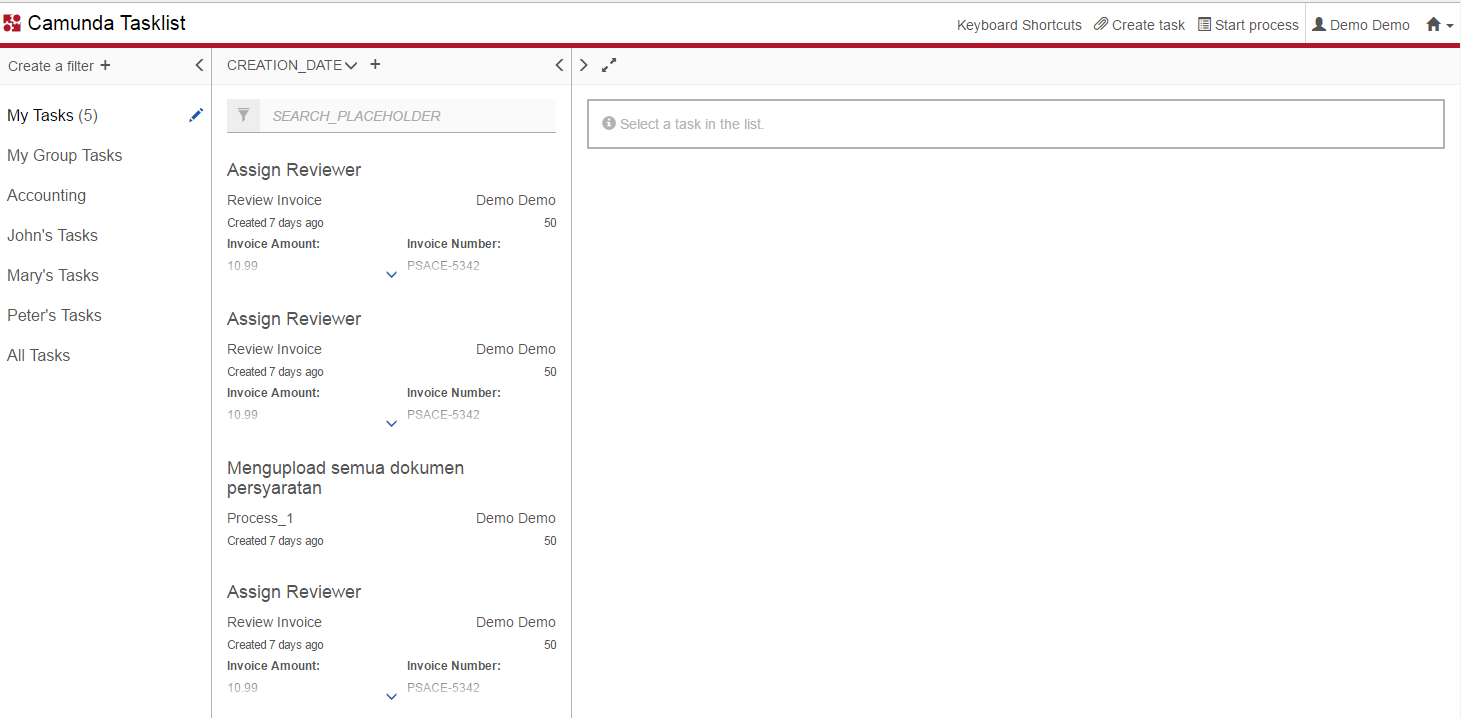 Camunda Tasklist
Keyboard Shortcuts Create task Start process Demo Demo
Create a filter +
My Tasks (5)
My Group Tasks
Accounting
John's Tasks
Mary's Tasks
Peter's Tasks
All Tasks
CREATION_DATE +
SEARCH_PLACEHOLDER
Assign Reviewer
Review Invoice Demo Demo
Created 7 days ago 50
Invoice Amount: Invoice Number:
10.99 PSACE-5342
Assign Reviewer
Review Invoice Demo Demo
Created 7 days ago 50
Invoice Amount: Invoice Number:
10.99 PSACE-5342
Mengupload semua dokumen
persyaratan
Process_1 Demo Demo
Created 7 days ago 50
Assign Reviewer
Review Invoice Demo Demo
Created 7 days ago 50
Invoice Amount: Invoice Number:
10.99 PSACE-5342
Select a task in the list.